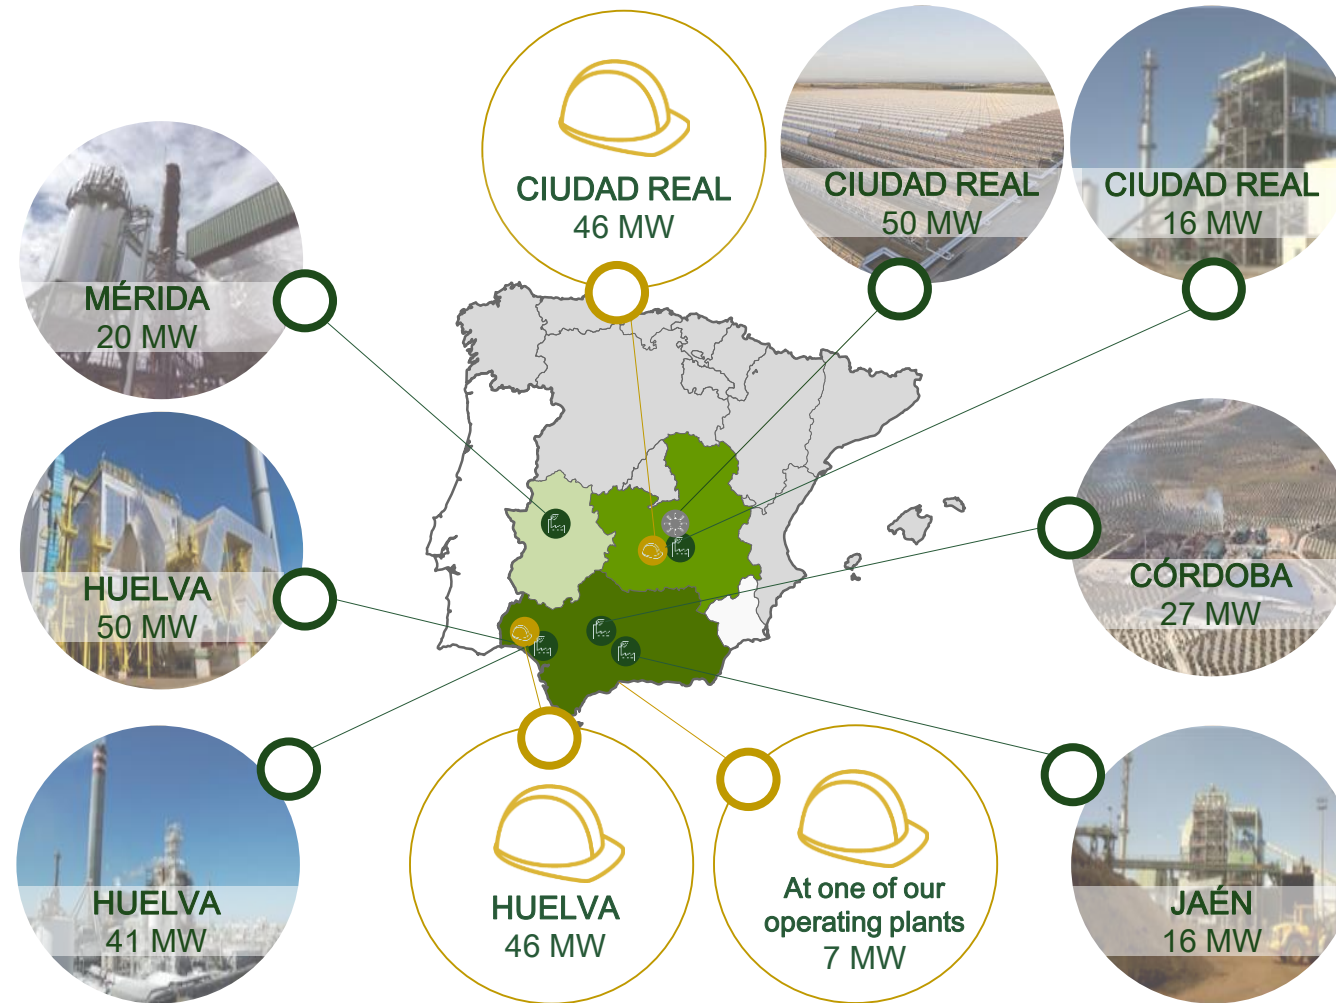 CIUDAD REAL
46 MW
CIUDAD REAL
50 MW
CIUDAD REAL
16 MW
MÉRIDA
20 MW
HUELVA
50 MW
CÓRDOBA
27 MW
HUELVA
41 MW
HUELVA
46 MW
At one of our
operating plants
7 MW
JAÉN
16 MW